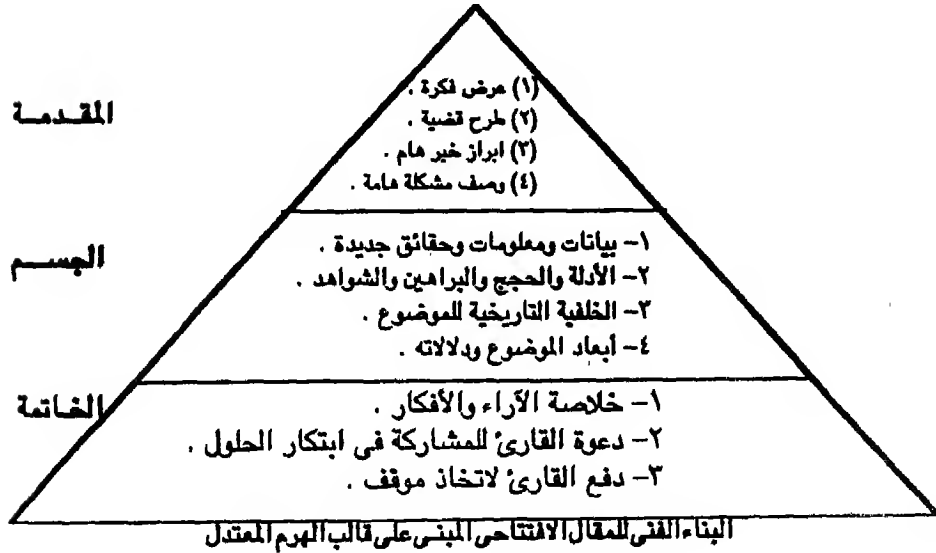 المقدمة
(١) عرض فكرة .
(٢) طرح قضية .
(٣) ابراز خبر هام .
(٤) وصف مشكلة هامة .
الجسم
١- بيانات ومعلومات وحقائق جديدة .
٢- الأدلة والحجج والبراهين والشواهد .
٣- الخلفية التاريخية للموضوع .
٤- أبعاد الموضوع ودلالاته .
الخاتمة
١- خلاصة الآراء والأفكار .
٢- دعوة القارئ للمشاركة فى ابتكار الحلول .
٣- دفع القارئ لاتخاذ موقف .
البناء الفنى للمقال الافتتاحى المبنى على قالب الهرم المعتدل